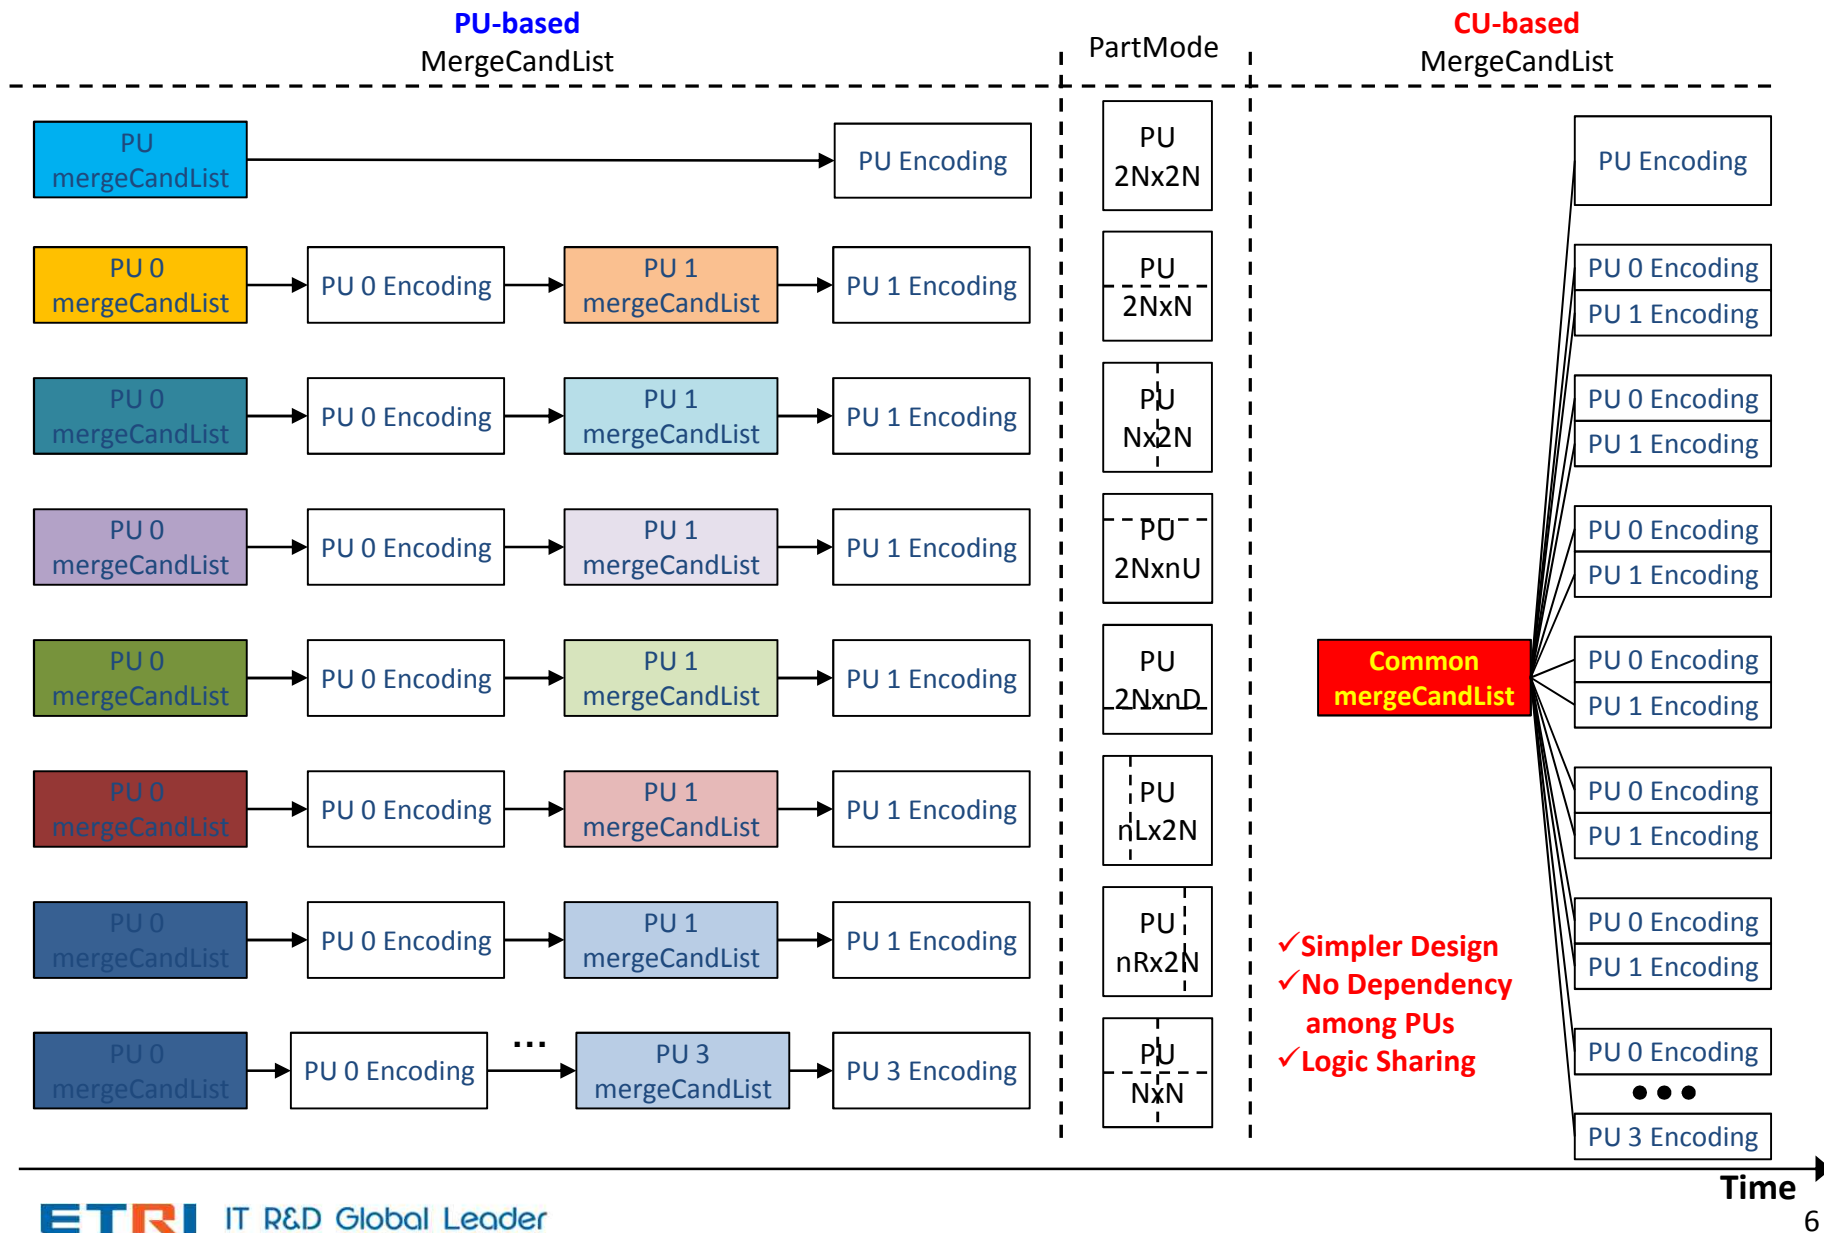 PU-based
MergeCandList
PartMode
CU-based
MergeCandList
PU
mergeCandList
PU Encoding
PU
2Nx2N
PU Encoding
PU 0
mergeCandList
PU 0 Encoding
PU 1
mergeCandList
PU 1 Encoding
PU
2NxN
PU 0 Encoding
PU 1 Encoding
PU 0
mergeCandList
PU 0 Encoding
PU 1
mergeCandList
PU 1 Encoding
PU
Nx2N
PU 0 Encoding
PU 1 Encoding
PU 0
mergeCandList
PU 0 Encoding
PU 1
mergeCandList
PU 1 Encoding
PU
2NxnU
PU 0 Encoding
PU 1 Encoding
PU 0
mergeCandList
PU 0 Encoding
PU 1
mergeCandList
PU 1 Encoding
PU
2NxnD
Common
mergeCandList
PU 0 Encoding
PU 1 Encoding
PU 0
mergeCandList
PU 0 Encoding
PU 1
mergeCandList
PU 1 Encoding
PU
nLx2N
PU 0 Encoding
PU 1 Encoding
PU 0
mergeCandList
PU 0 Encoding
PU 1
mergeCandList
PU 1 Encoding
PU
nRx2N
✓Simpler Design
✓No Dependency
among PUs
✓Logic Sharing
PU 0 Encoding
PU 1 Encoding
PU 0
mergeCandList
PU 0 Encoding
...
PU 3
mergeCandList
PU 3 Encoding
PU
NxN
PU 0 Encoding
•••
PU 3 Encoding
Time
ETRI IT R&D Global Leader
6